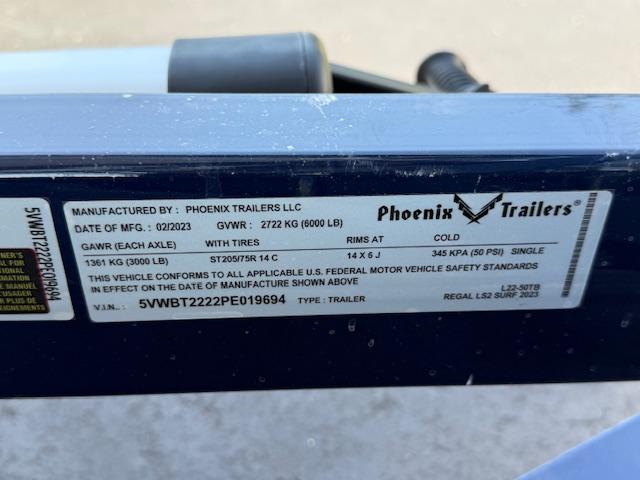 MANUFACTURED BY : PHOENIX TRAILERS LLC
Phoenix Trailers®
DATE OF MFG. : 02/2023 GVWR : 2722 KG (6000 LB)
GAWR (EACH AXLE) WITH TIRES RIMS AT COLD
1361 KG (3000 LB) ST205/75R 14 C 14 X 6 J 345 KPA (50 PSI) SINGLE
THIS VEHICLE CONFORMS TO ALL APPLICABLE U.S. FEDERAL MOTOR VEHICLE SAFETY STANDARDS
IN EFFECT ON THE DATE OF MANUFACTURE SHOWN ABOVE
L22-50TB
V.I.N.: 5VWBT2222PE019694 TYPE : TRAILER REGAL LS2 SURF 2023
5VWBT2222PE019694